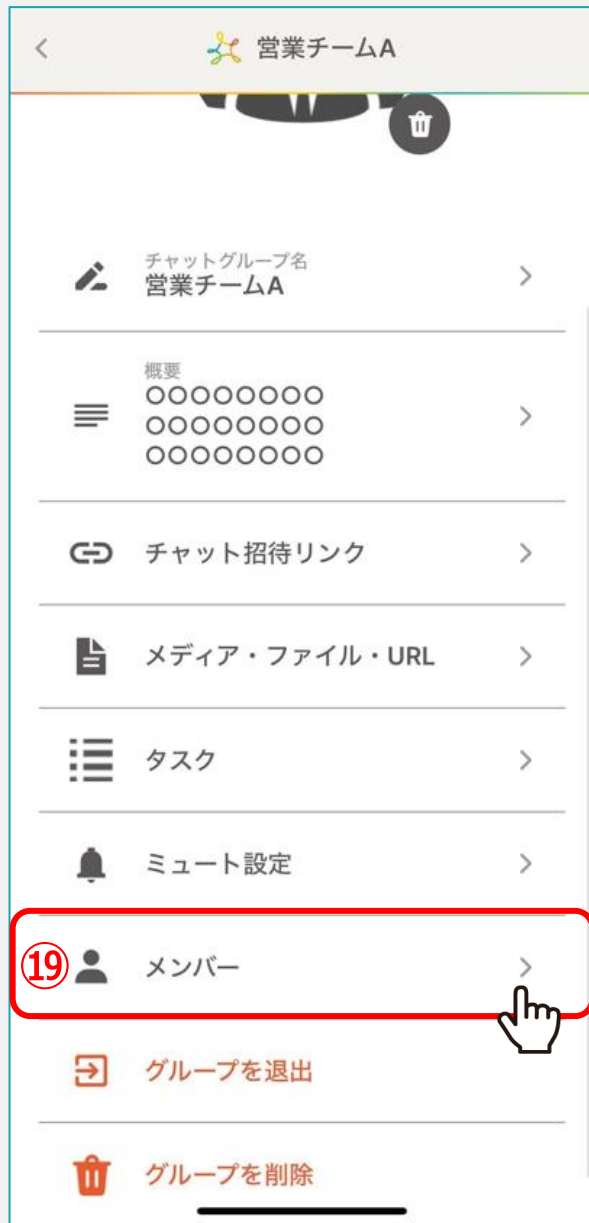 営業チームA
チャットグループ名
営業チームA
概要
○○○○○○○○
○○○○○○○○
○○○○○○○○
チャット招待リンク
メディア・ファイル・URL
タスク
ミュート設定
⑲ メンバー
グループを退出
グループを削除